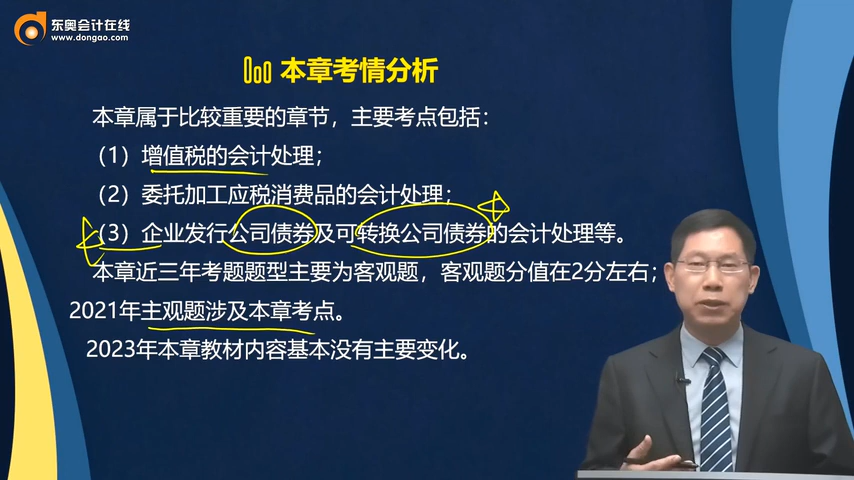 东奥会计在线
www.dongao.com
本章考情分析
本章属于比较重要的章节，主要考点包括：
（1）增值税的会计处理；
（2）委托加工应税消费品的会计处理；
（3）企业发行公司债券及可转换公司债券的会计处理等。
本章近三年考题题型主要为客观题，客观题分值在2分左右；
2021年主观题涉及本章考点。
2023年本章教材内容基本没有主要变化。